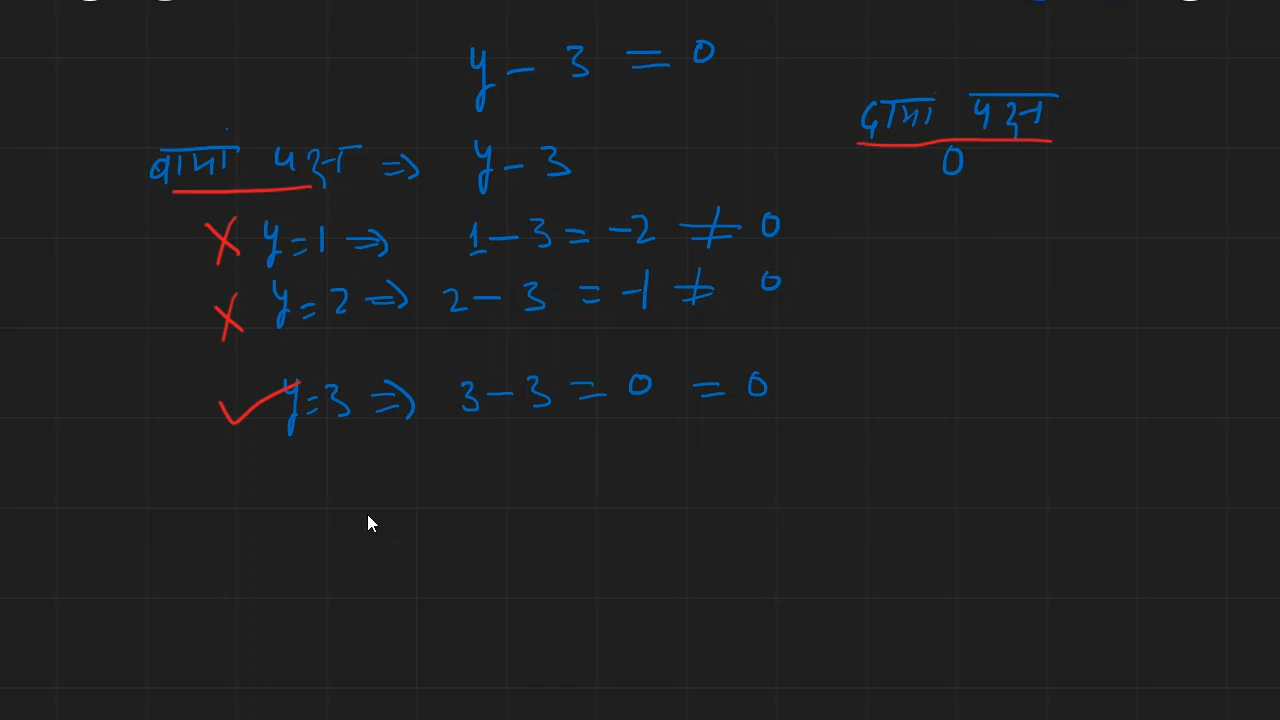 y - 3 = 0
दायां पक्ष
बायां पक्ष ⇒ y - 3
0
y = 1 ⇒ 1 - 3 = -2 ≠ 0
y = 2 ⇒ 2 - 3 = -1 ≠ 0
y = 3 ⇒ 3 - 3 = 0 = 0